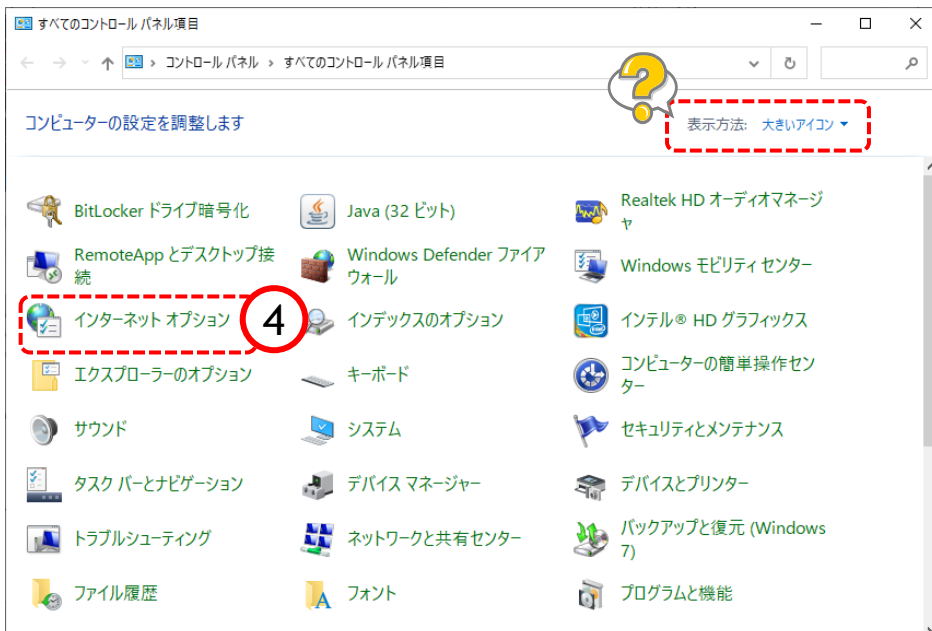 すべてのコントロール パネル項目
コントロール パネル › すべてのコントロール パネル項目
?
コンピューターの設定を調整します
表示方法: 大きいアイコン
BitLocker ドライブ暗号化
Java (32 ビット)
Realtek HD オーディオマネージ
ャ
RemoteApp とデスクトップ接
続
Windows Defender ファイア
ウォール
Windows モビリティ センター
インターネット オプション
4
インデックスのオプション
インテル® HD グラフィックス
エクスプローラーのオプション
キーボード
コンピューターの簡単操作セン
ター
サウンド
システム
セキュリティとメンテナンス
タスク バーとナビゲーション
デバイス マネージャー
デバイスとプリンター
トラブルシューティング
ネットワークと共有センター
バックアップと復元 (Windows
7)
ファイル履歴
フォント
プログラムと機能